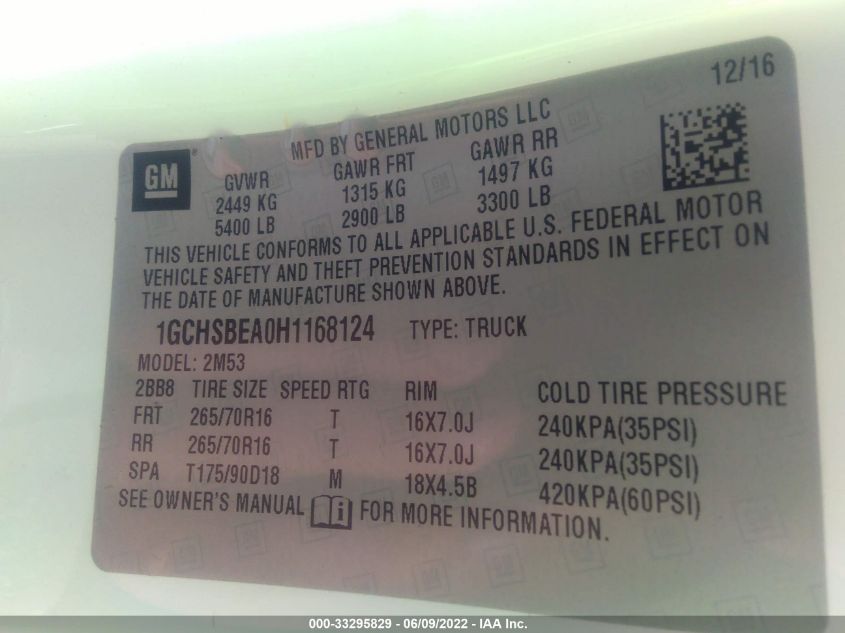 12/16
GM
®
MFD BY GENERAL MOTORS LLC
GVWR GAWR FRT GAWR RR
2449 KG 1315 KG 1497 KG
5400 LB 2900 LB 3300 LB
THIS VEHICLE CONFORMS TO ALL APPLICABLE U.S. FEDERAL MOTOR
VEHICLE SAFETY AND THEFT PREVENTION STANDARDS IN EFFECT ON
THE DATE OF MANUFACTURE SHOWN ABOVE.
1GCHSBEA0H1168124 TYPE: TRUCK
MODEL: 2M53
2BB8 TIRE SIZE SPEED RTG RIM COLD TIRE PRESSURE
FRT 265/70R16 T 16X7.0J 240KPA(35PSI)
RR 265/70R16 T 16X7.0J 240KPA(35PSI)
SPA T175/90D18 M 18X4.5B 420KPA(60PSI)
SEE OWNER'S MANUAL i FOR MORE INFORMATION.
000-33295829 - 06/09/2022 - IAA Inc.